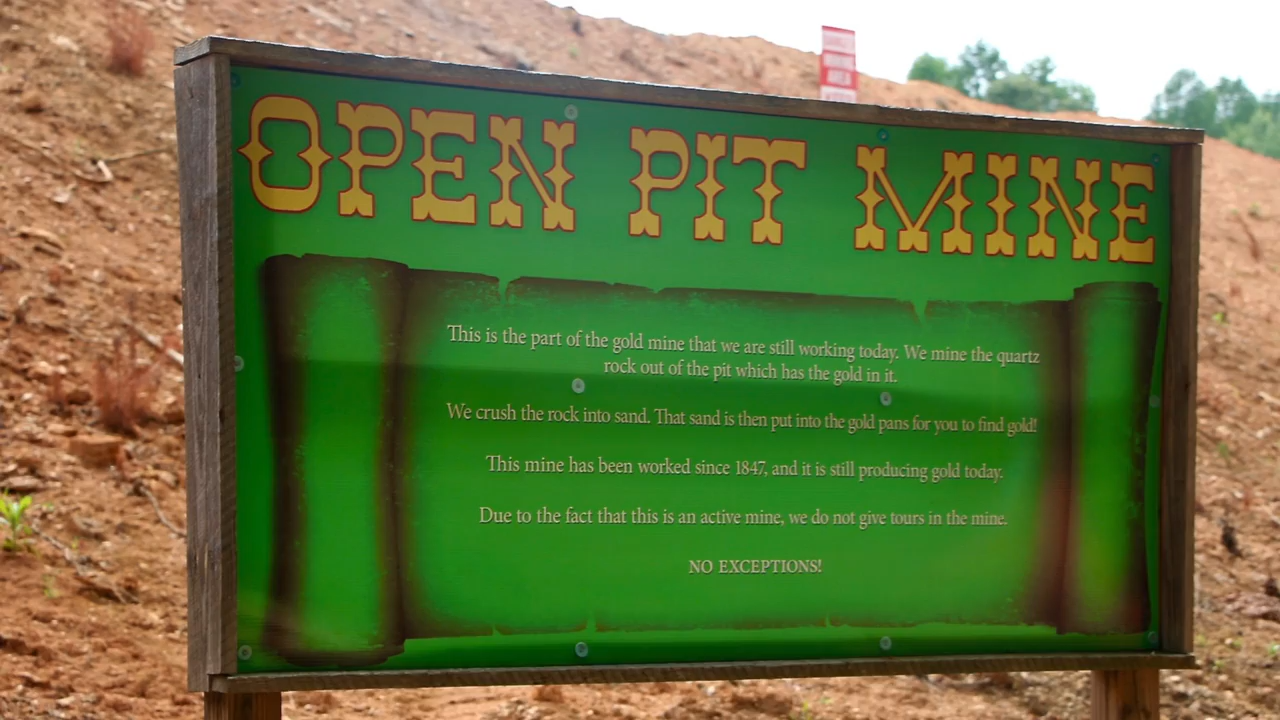 OPEN PIT MINE
This is the part of the gold mine that we are still working today. We mine the quartz
rock out of the pit which has the gold in it.
We crush the rock into sand. That sand is then put into the gold pans for you to find gold!
This mine has been worked since 1847, and it is still producing gold today.
Due to the fact that this is an active mine, we do not give tours in the mine.
NO EXCEPTIONS!